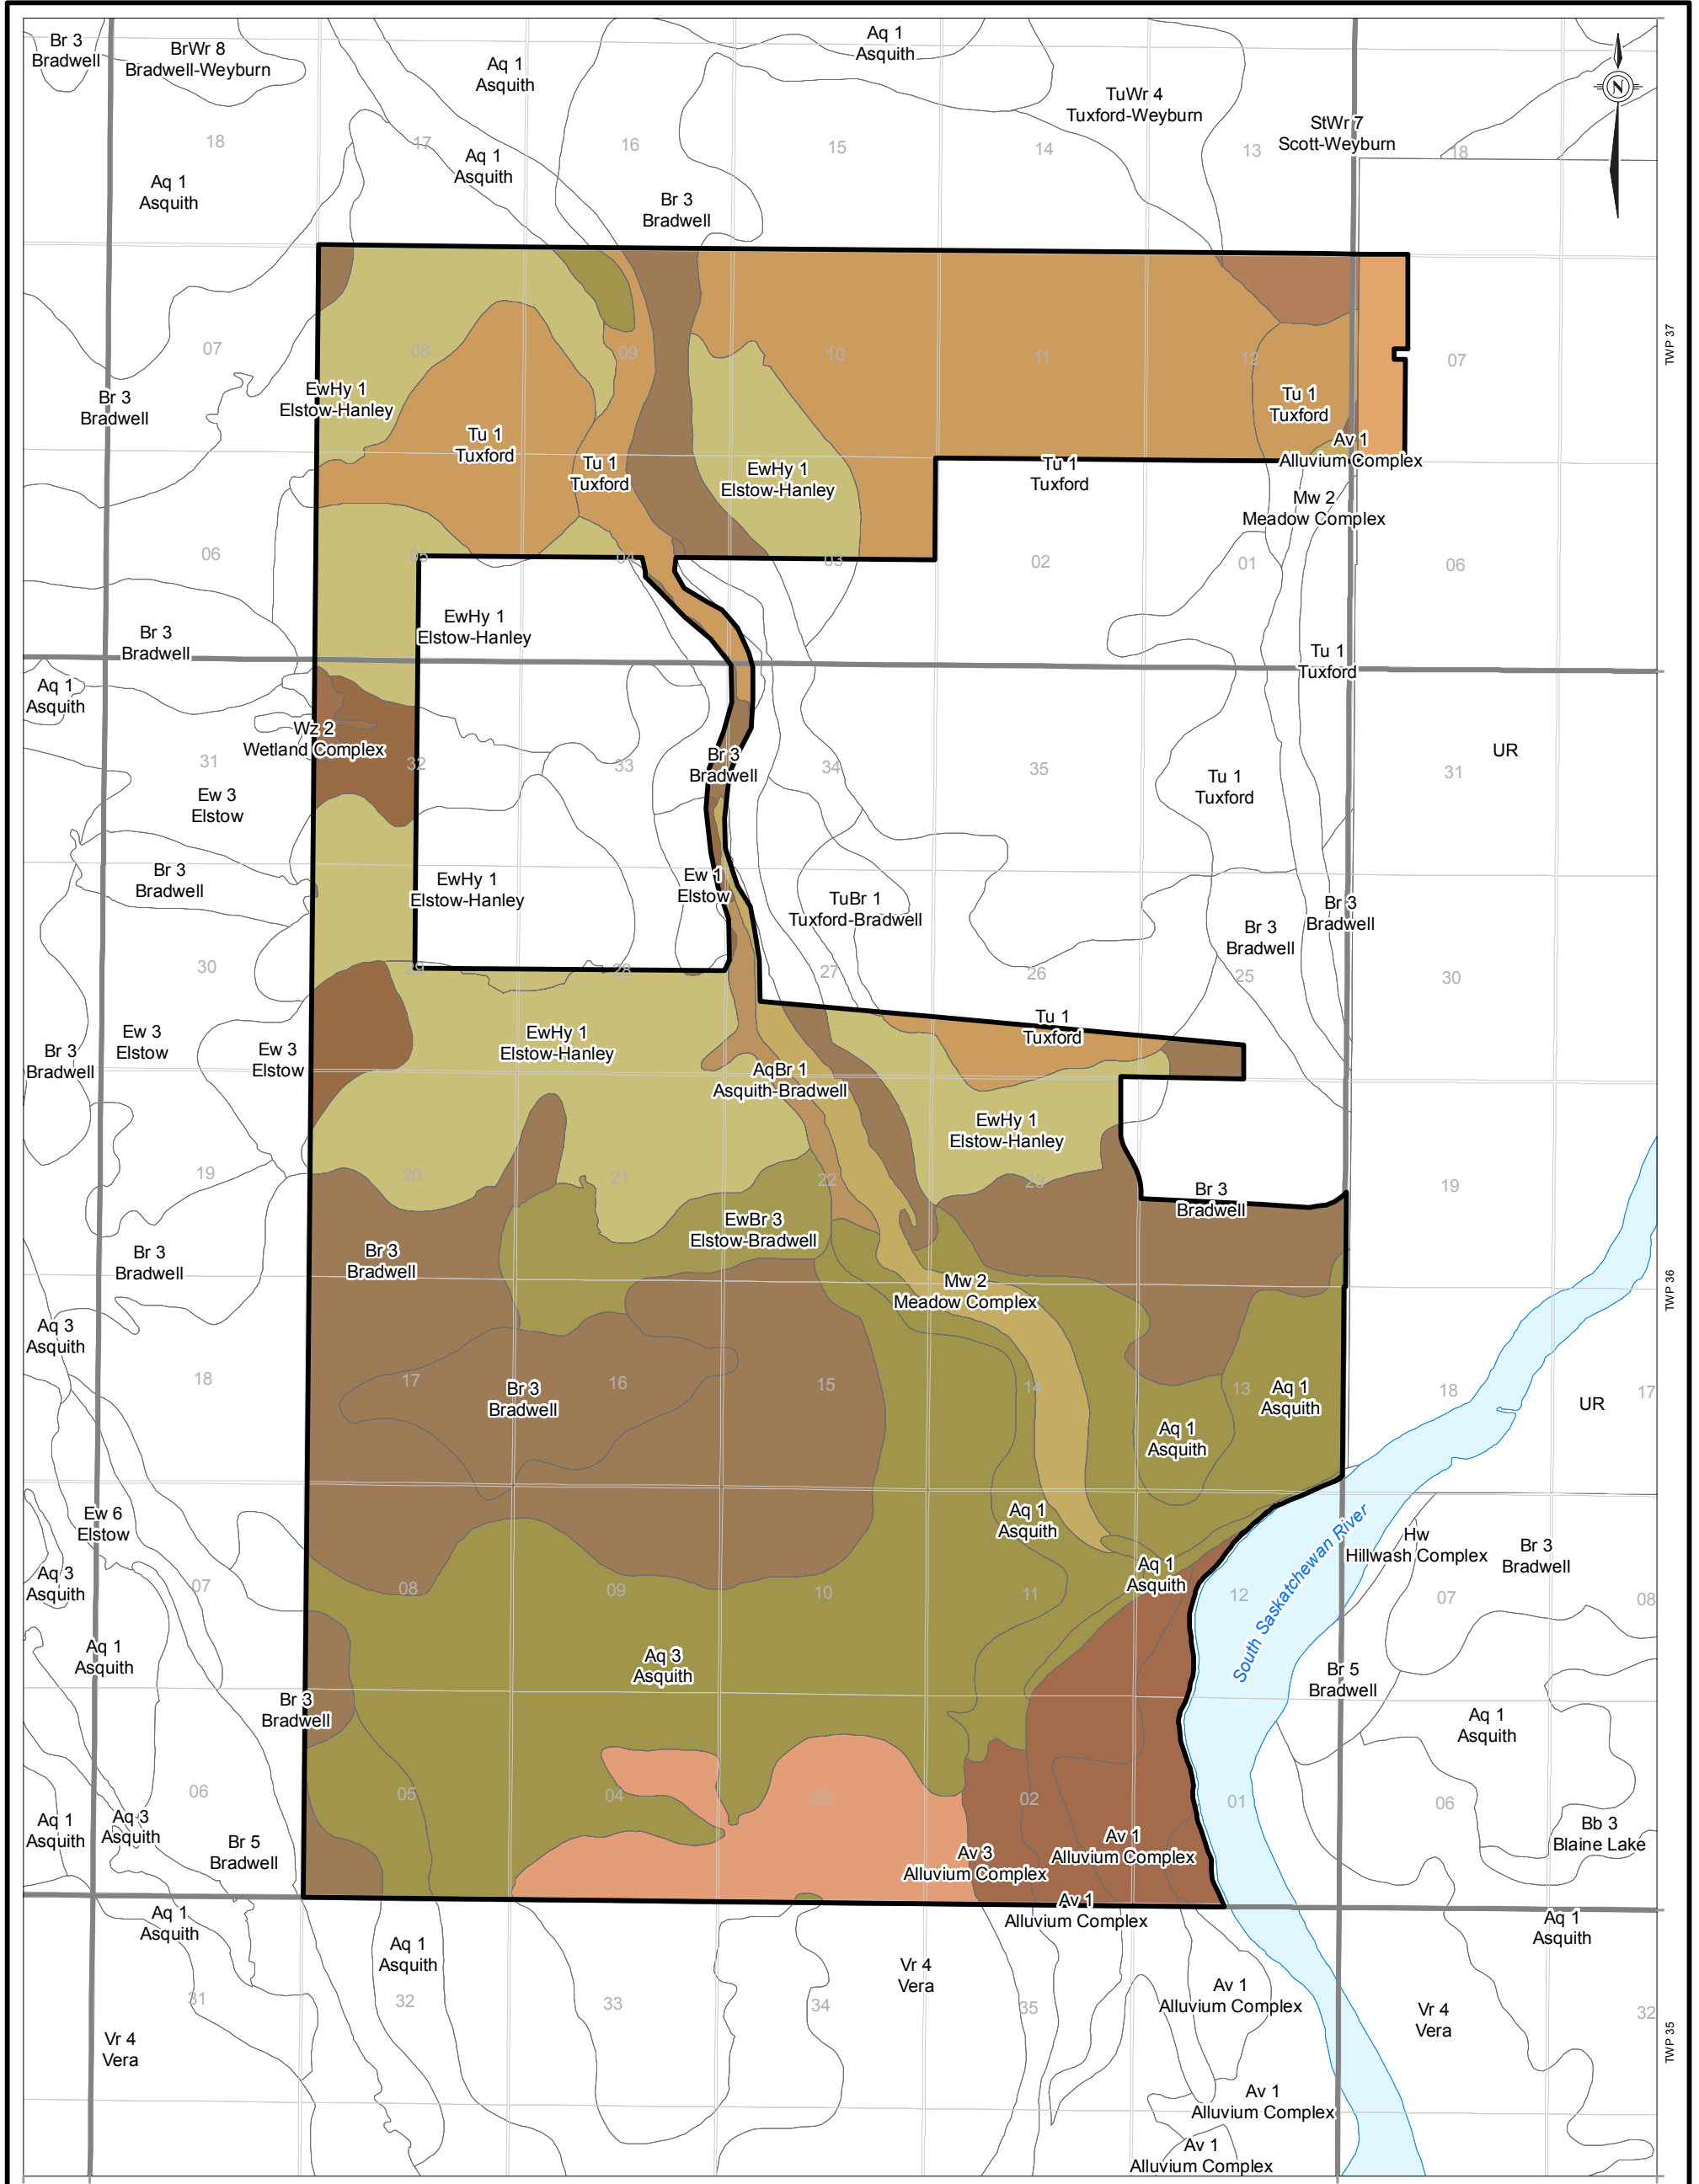 Br 3
Bradwell
BrWr 8
Bradwell-Weyburn
Aq 1
Asquith
Aq 1
Asquith
TuWr 4
Tuxford-Weyburn
StWr 7
Scott-Weyburn
N
18
17
16
15
14
13
18
Aq 1
Asquith
Aq 1
Asquith
Br 3
Bradwell
07
08
09
10
11
12
07
TWP 37
Br 3
Bradwell
EwHy 1
Elstow-Hanley
Tu 1
Tuxford
Tu 1
Tuxford
Tu 1
Tuxford
EwHy 1
Elstow-Hanley
Tu 1
Tuxford
Av 1
Alluvium Complex
Mw 2
Meadow Complex
06
05
04
03
02
01
06
EwHy 1
Elstow-Hanley
Br 3
Bradwell
Tu 1
Tuxford
Aq 1
Asquith
Wz 2
Wetland Complex
Br 3
Bradwell
UR
31
32
33
34
35
31
Ew 3
Elstow
Tu 1
Tuxford
Br 3
Bradwell
EwHy 1
Elstow-Hanley
Ew 1
Elstow
TuBr 1
Tuxford-Bradwell
Br 3
Bradwell
Br 3
Bradwell
30
29
28
27
26
25
30
Ew 3
Elstow
Br 3
Bradwell
Ew 3
Elstow
EwHy 1
Elstow-Hanley
Tu 1
Tuxford
AqBr 1
Asquith-Bradwell
EwHy 1
Elstow-Hanley
19
20
21
22
23
19
Br 3
Bradwell
EwBr 3
Elstow-Bradwell
Br 3
Bradwell
Br 3
Bradwell
Mw 2
Meadow Complex
TWP 36
Aq 3
Asquith
18
17
16
15
14
13
18
17
Br 3
Bradwell
Aq 1
Asquith
Aq 1
Asquith
UR
Ew 6
Elstow
Aq 1
Asquith
South Saskatchewan River
Hw
Hillwash Complex
Br 3
Bradwell
Aq 3
Asquith
Aq 1
Asquith
07
08
09
10
11
12
07
08
Aq 1
Asquith
Aq 3
Asquith
Br 5
Bradwell
Br 3
Bradwell
Aq 1
Asquith
06
05
04
03
02
01
06
Aq 1
Asquith
Aq 3
Asquith
Br 5
Bradwell
Av 3
Alluvium Complex
Av 1
Alluvium Complex
Bb 3
Blaine Lake
Aq 1
Asquith
Av 1
Alluvium Complex
Aq 1
Asquith
Aq 1
Asquith
Vr 4
Vera
31
32
33
34
35
32
Av 1
Alluvium Complex
Vr 4
Vera
Vr 4
Vera
TWP 35
Av 1
Alluvium Complex
Av 1
Alluvium Complex